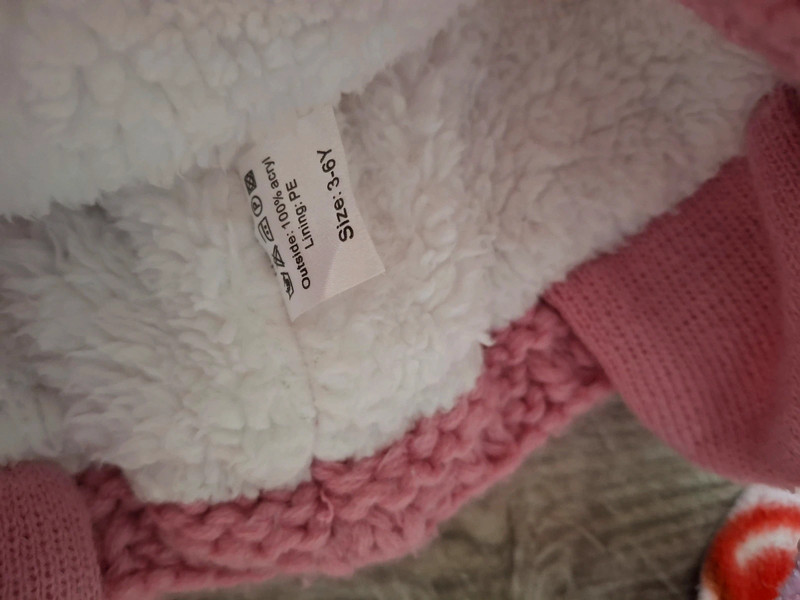 Size: 3-6Y
Lining: PE
Outside: 100% acryl